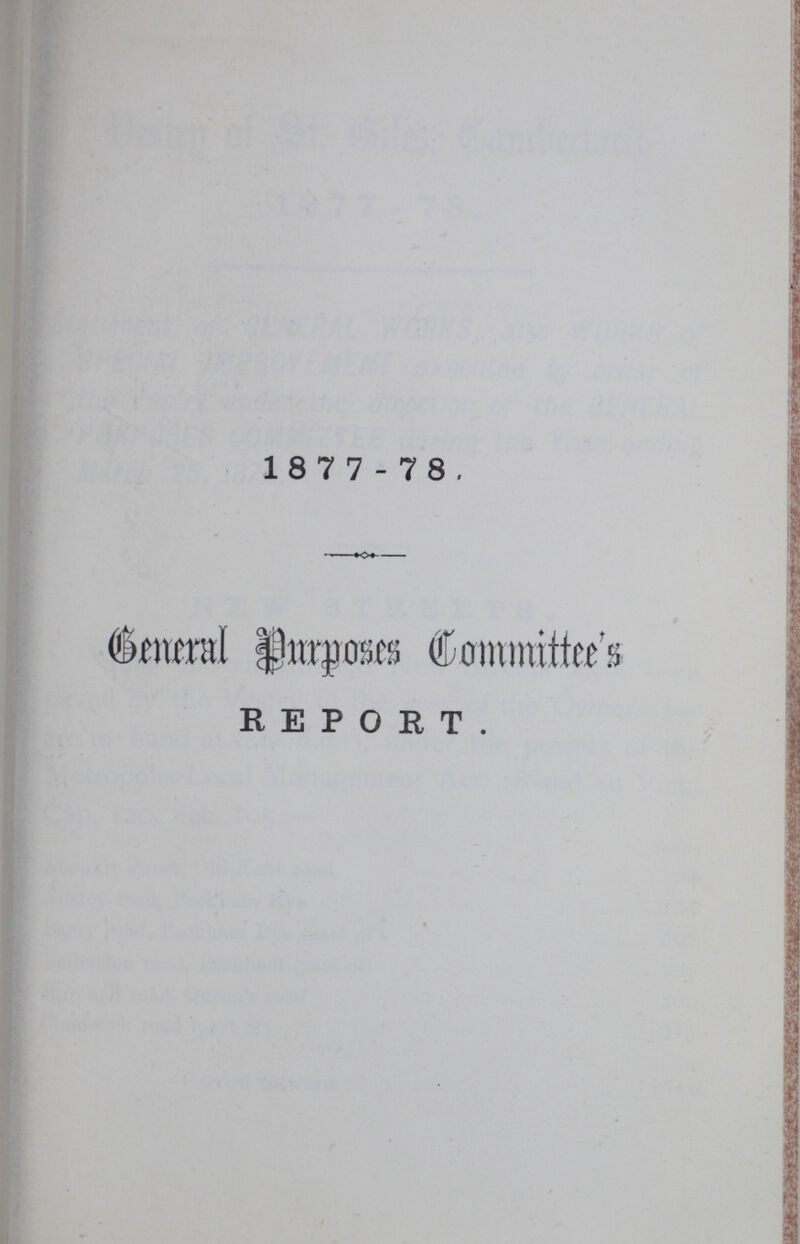 1877-78.
General Purposes Committee's
REPORT.